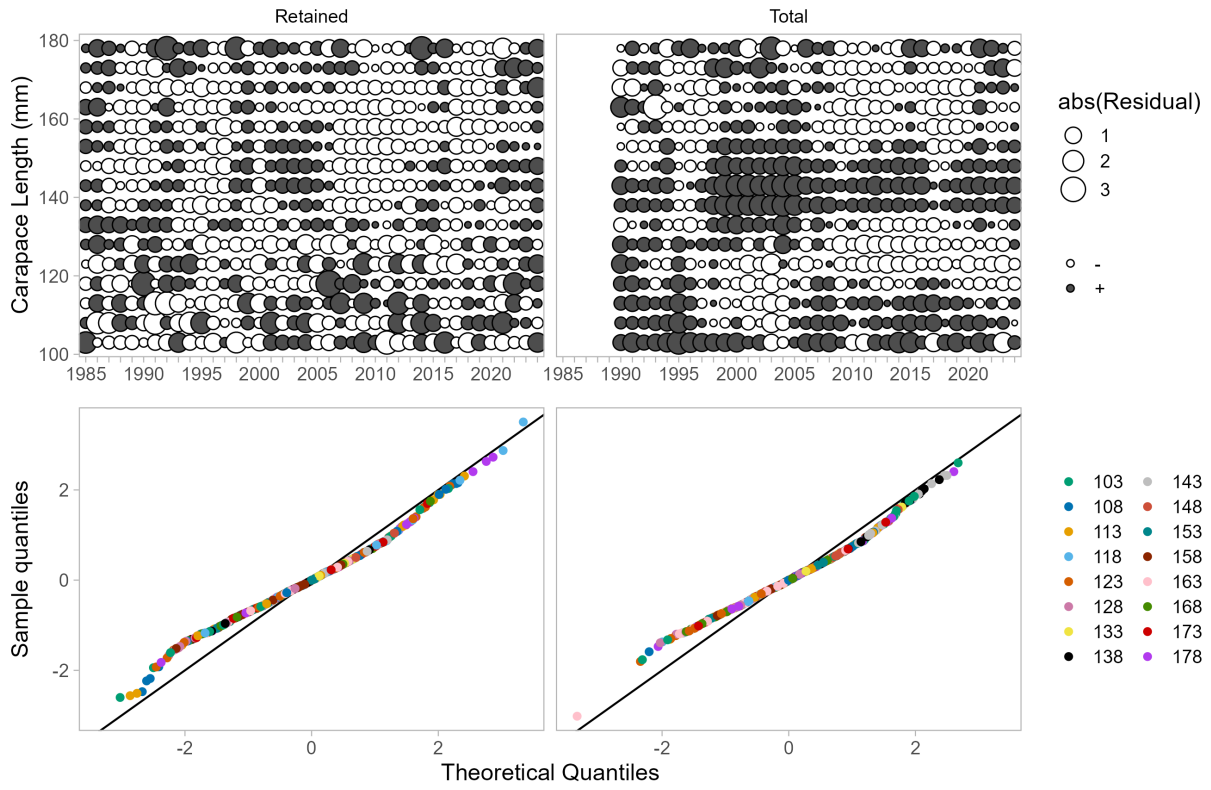 Retained Total
Carapace Length (mm)
180
160
140
120
100
1985 1990 1995 2000 2005 2010 2015 2020
1985 1990 1995 2000 2005 2010 2015 2020
abs(Residual)
1
2
3
-
+
Sample quantiles
2
0
-2
-2 0 2
-2 0 2
Theoretical Quantiles
103 143
108 148
113 153
118 158
123 163
128 168
133 173
138 178